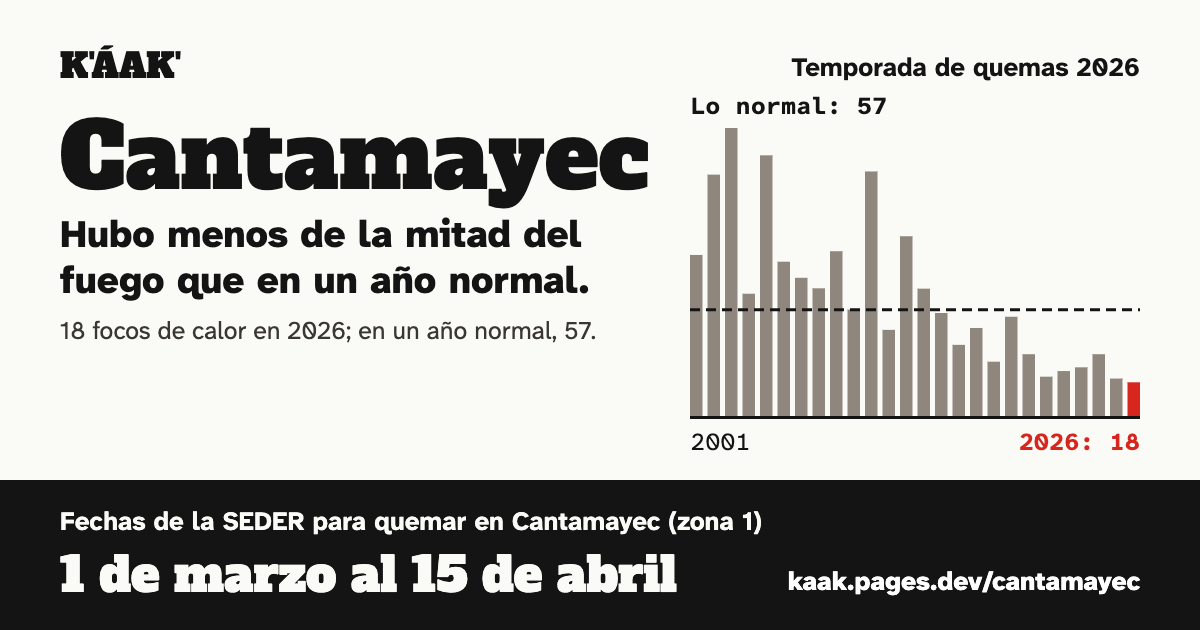 K'ÁAK'
Cantamayec
Hubo menos de la mitad del
fuego que en un año normal.
18 focos de calor en 2026; en un año normal, 57.
Temporada de quemas 2026
Lo normal: 57
2001
2026: 18
Fechas de la SEDER para quemar en Cantamayec (zona 1)
1 de marzo al 15 de abril
kaak.pages.dev/cantamayec